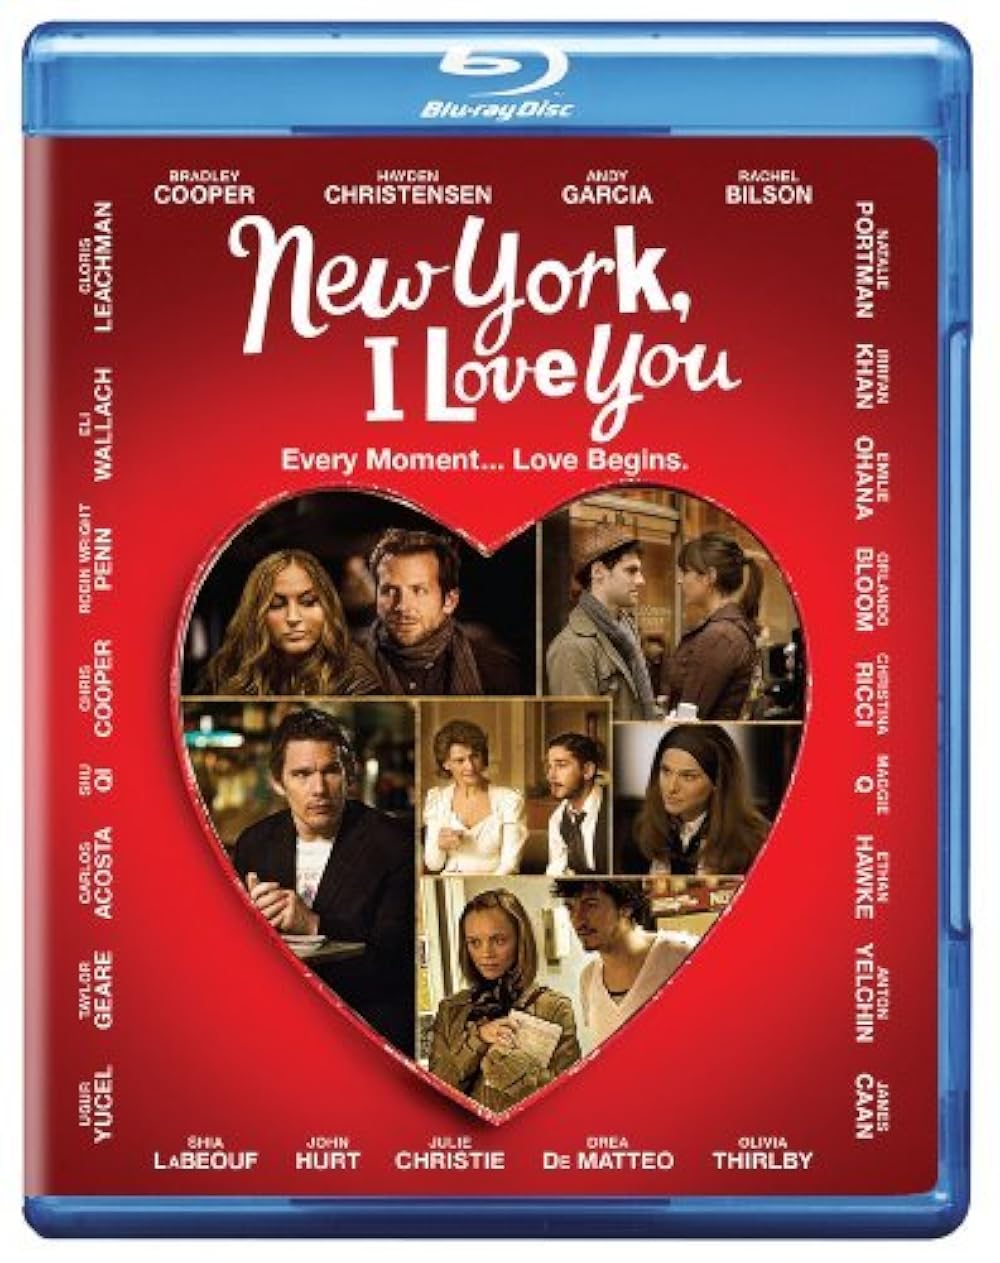 Blu-ray Disc
BRADLEY
COOPER
HAYDEN
CHRISTENSEN
ANDY
GARCIA
RACHEL
BILSON
New York,
I Love You
Every Moment... Love Begins.
CLORIS
LEACHMAN
ELI
WALLACH
ROBIN WRIGHT
PENN
CHRIS
COOPER
SHU
QI
CARLOS
ACOSTA
TAYLOR
GEARE
UGUR
YUCEL
NATALIE
PORTMAN
IRRFAN
KHAN
EMILIE
OHANA
ORLANDO
BLOOM
CHRISTINA
RICCI
MAGGIE
Q
ETHAN
HAWKE
ANTON
YELCHIN
JAMES
CAAN
SHIA
LABEOUF
JOHN
HURT
JULIE
CHRISTIE
DREA
DE MATTEO
OLIVIA
THIRLBY